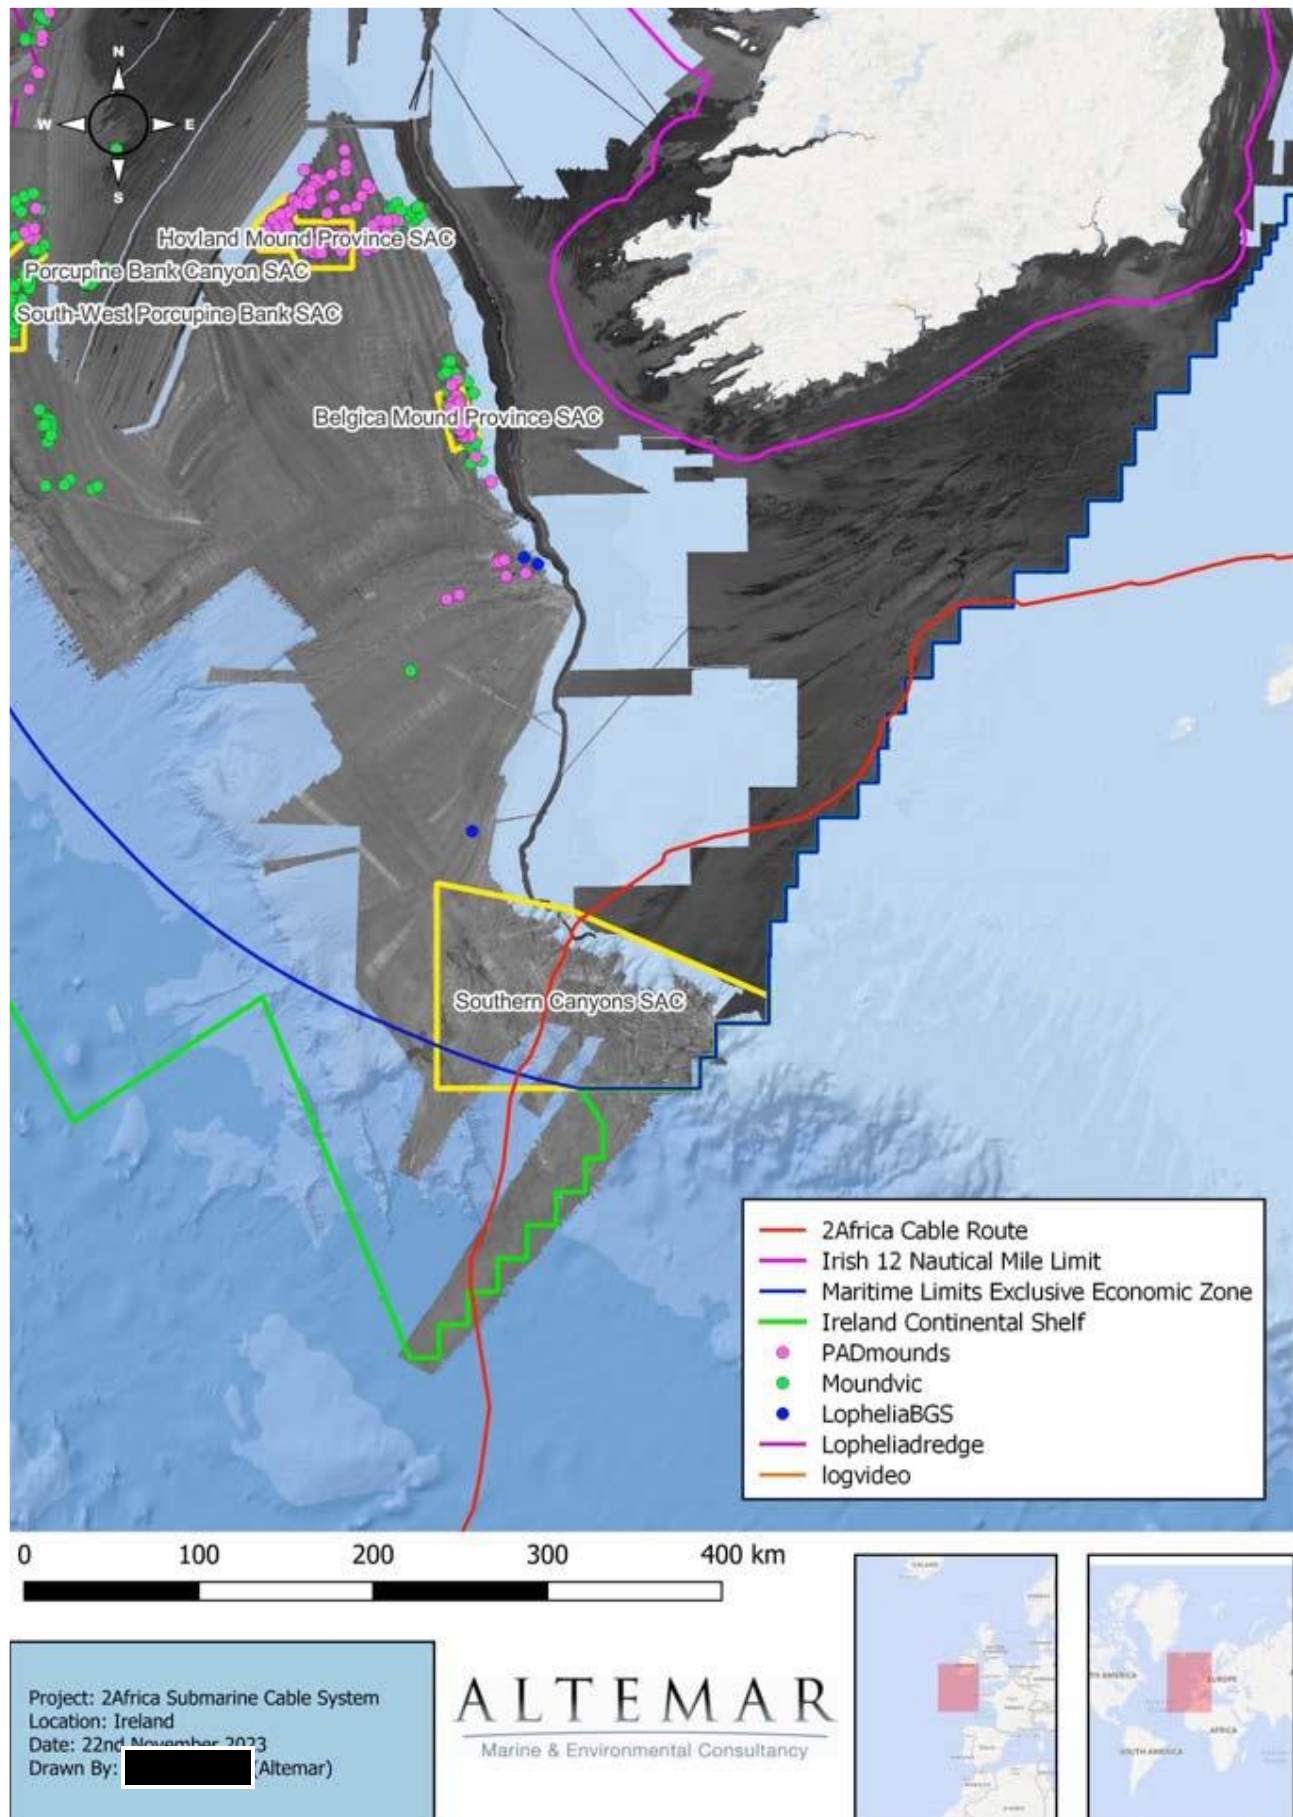 N
W E
S
Hovland Mound Province SAC
Porcupine Bank Canyon SAC
South-West Porcupine Bank SAC
Belgica Mound Province SAC
Southern Canyons SAC
2Africa Cable Route
Irish 12 Nautical Mile Limit
Maritime Limits Exclusive Economic Zone
Ireland Continental Shelf
PADmounds
Moundvic
LopheliaBGS
Lopheliadredge
logvideo
0 100 200 300 400 km
Project: 2Africa Submarine Cable System
Location: Ireland
Date: 22nd November 2023
Drawn By: (Altemar)
ALTEMAR
Marine & Environmental Consultancy
EUROPE
AFRICA
SOUTH AMERICA